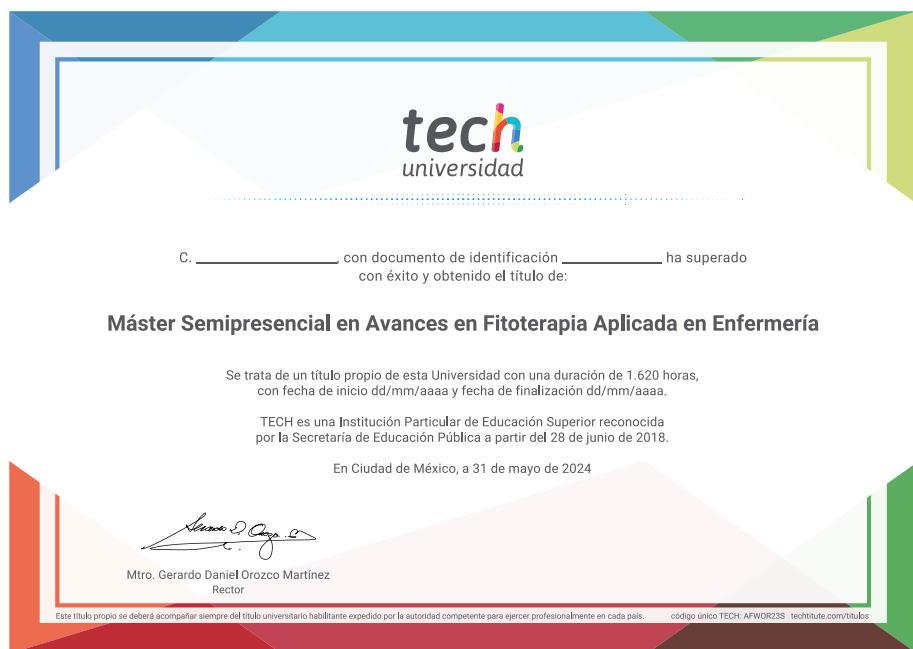 tech
universidad
C. ____________, con documento de identificación ____________ ha superado
con éxito y obtenido el título de:
Máster Semipresencial en Avances en Fitoterapia Aplicada en Enfermería
Se trata de un título propio de esta Universidad con una duración de 1.620 horas,
con fecha de inicio dd/mm/aaaa y fecha de finalización dd/mm/aaaa.
TECH es una Institución Particular de Educación Superior reconocida
por la Secretaría de Educación Pública a partir del 28 de junio de 2018.
En Ciudad de México, a 31 de mayo de 2024
Mtro. Gerardo Daniel Orozco Martínez
Rector
Este título propio se deberá acompañar siempre del título universitario habilitante expedido por la autoridad competente para ejercer profesionalmente en cada país. código único TECH: AFWOR23S techtitute.com/titulos